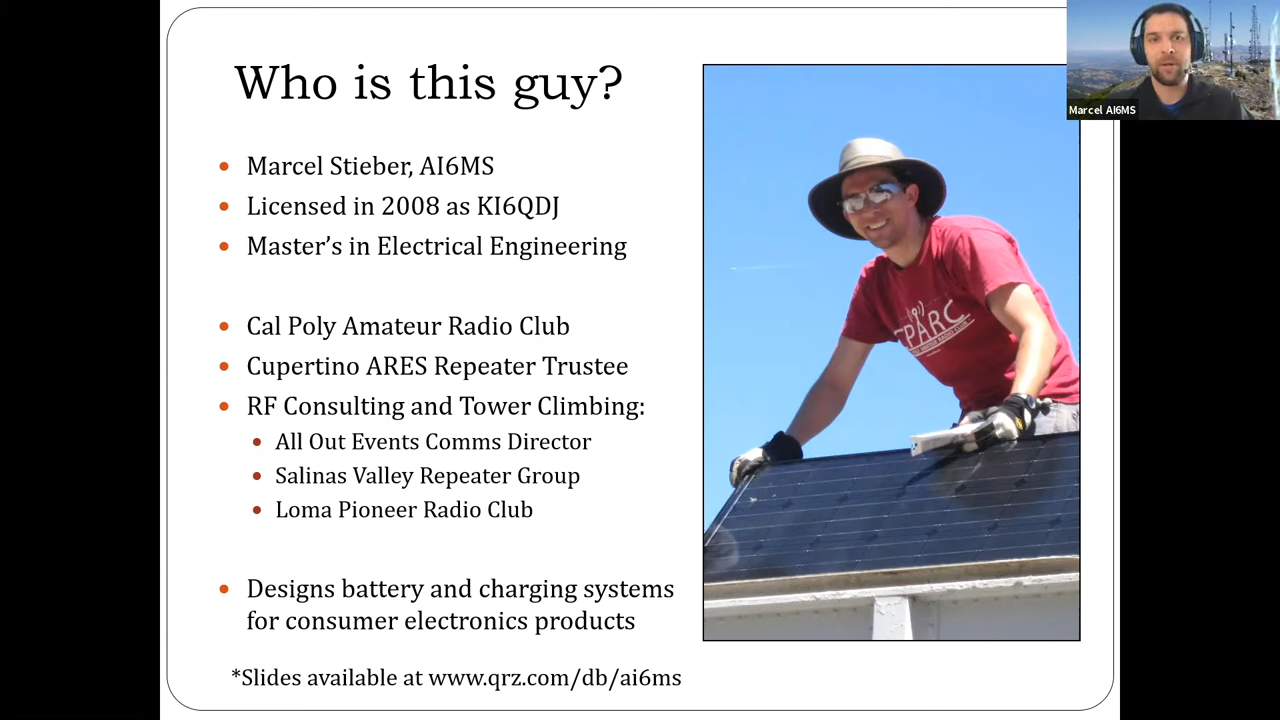 Who is this guy?
Marcel AI6MS
• Marcel Stieber, AI6MS
• Licensed in 2008 as KI6QDJ
• Master’s in Electrical Engineering
• Cal Poly Amateur Radio Club
• Cupertino ARES Repeater Trustee
• RF Consulting and Tower Climbing:
• All Out Events Comms Director
• Salinas Valley Repeater Group
• Loma Pioneer Radio Club
• Designs battery and charging systems
for consumer electronics products
*Slides available at www.qrz.com/db/ai6ms
CPARC